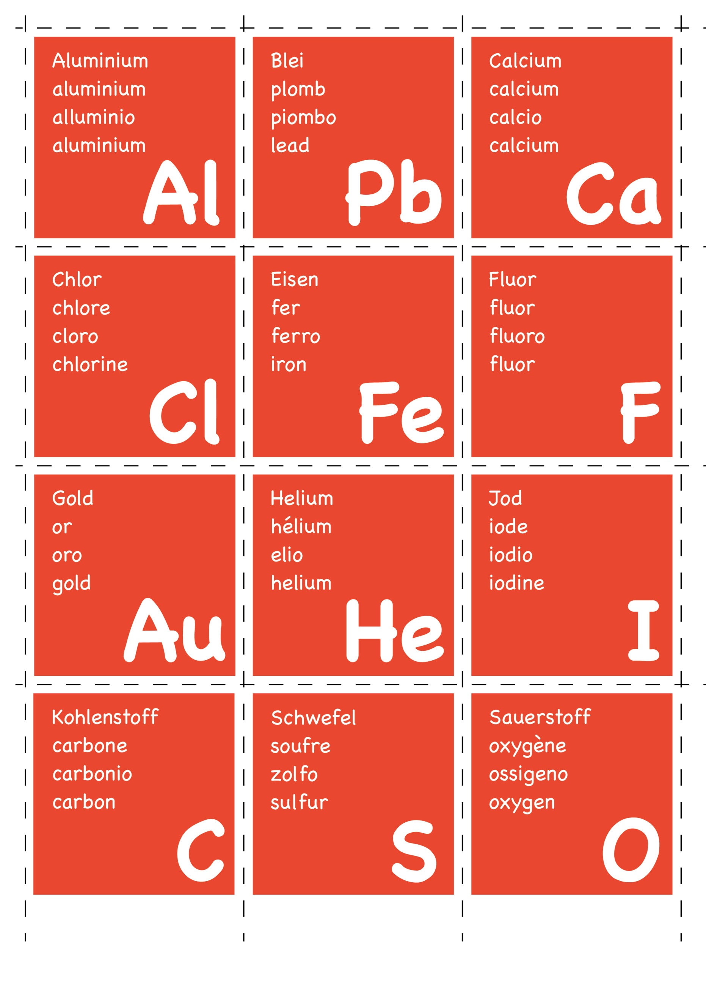 Aluminium
aluminium
alluminio
aluminium
Al
Blei
plomb
piombo
lead
Pb
Calcium
calcium
calcio
calcium
Ca
Chlor
chlore
cloro
chlorine
Cl
Eisen
fer
ferro
iron
Fe
Fluor
fluor
fluoro
fluor
F
Gold
or
oro
gold
Au
Helium
hélium
elio
helium
He
Jod
iode
iodio
iodine
I
Kohlenstoff
carbone
carbonio
carbon
C
Schwefel
soufre
zolfo
sulfur
S
Sauerstoff
oxygène
ossigeno
oxygen
O